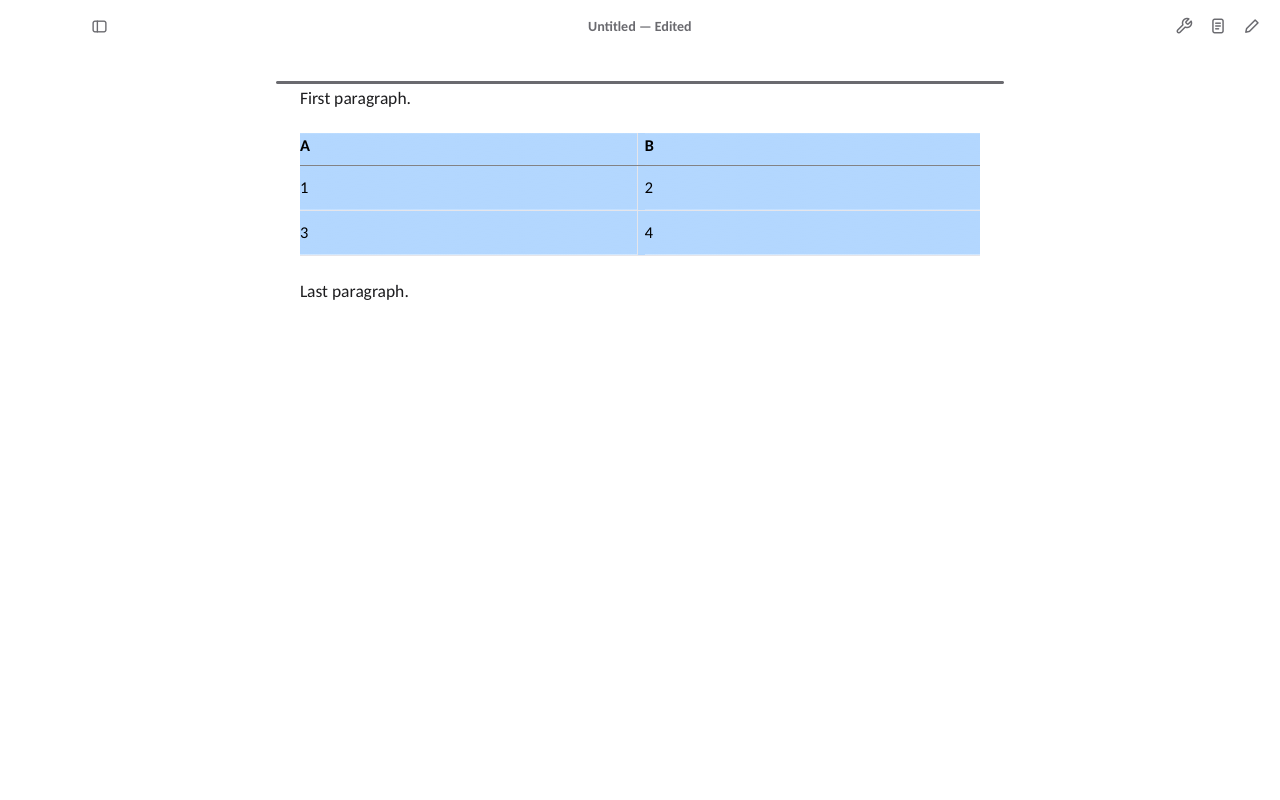 Untitled — Edited
First paragraph.
A B
1 2
3 4
Last paragraph.